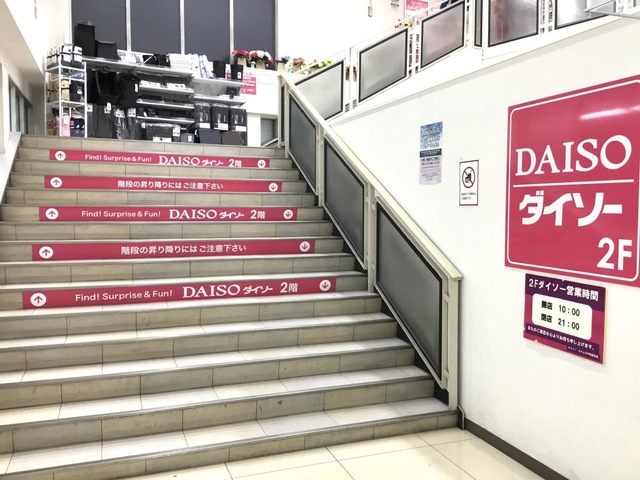 Find! Surprise & Fun! DAISO ダイソー 2階
階段の昇り降りにはご注意下さい
Find! Surprise & Fun! DAISO ダイソー 2階
階段の昇り降りにはご注意下さい
Find! Surprise & Fun! DAISO ダイソー 2階
DAISO
ダイソー
2F
2Fダイソー営業時間
開店 10:00
閉店 21:00